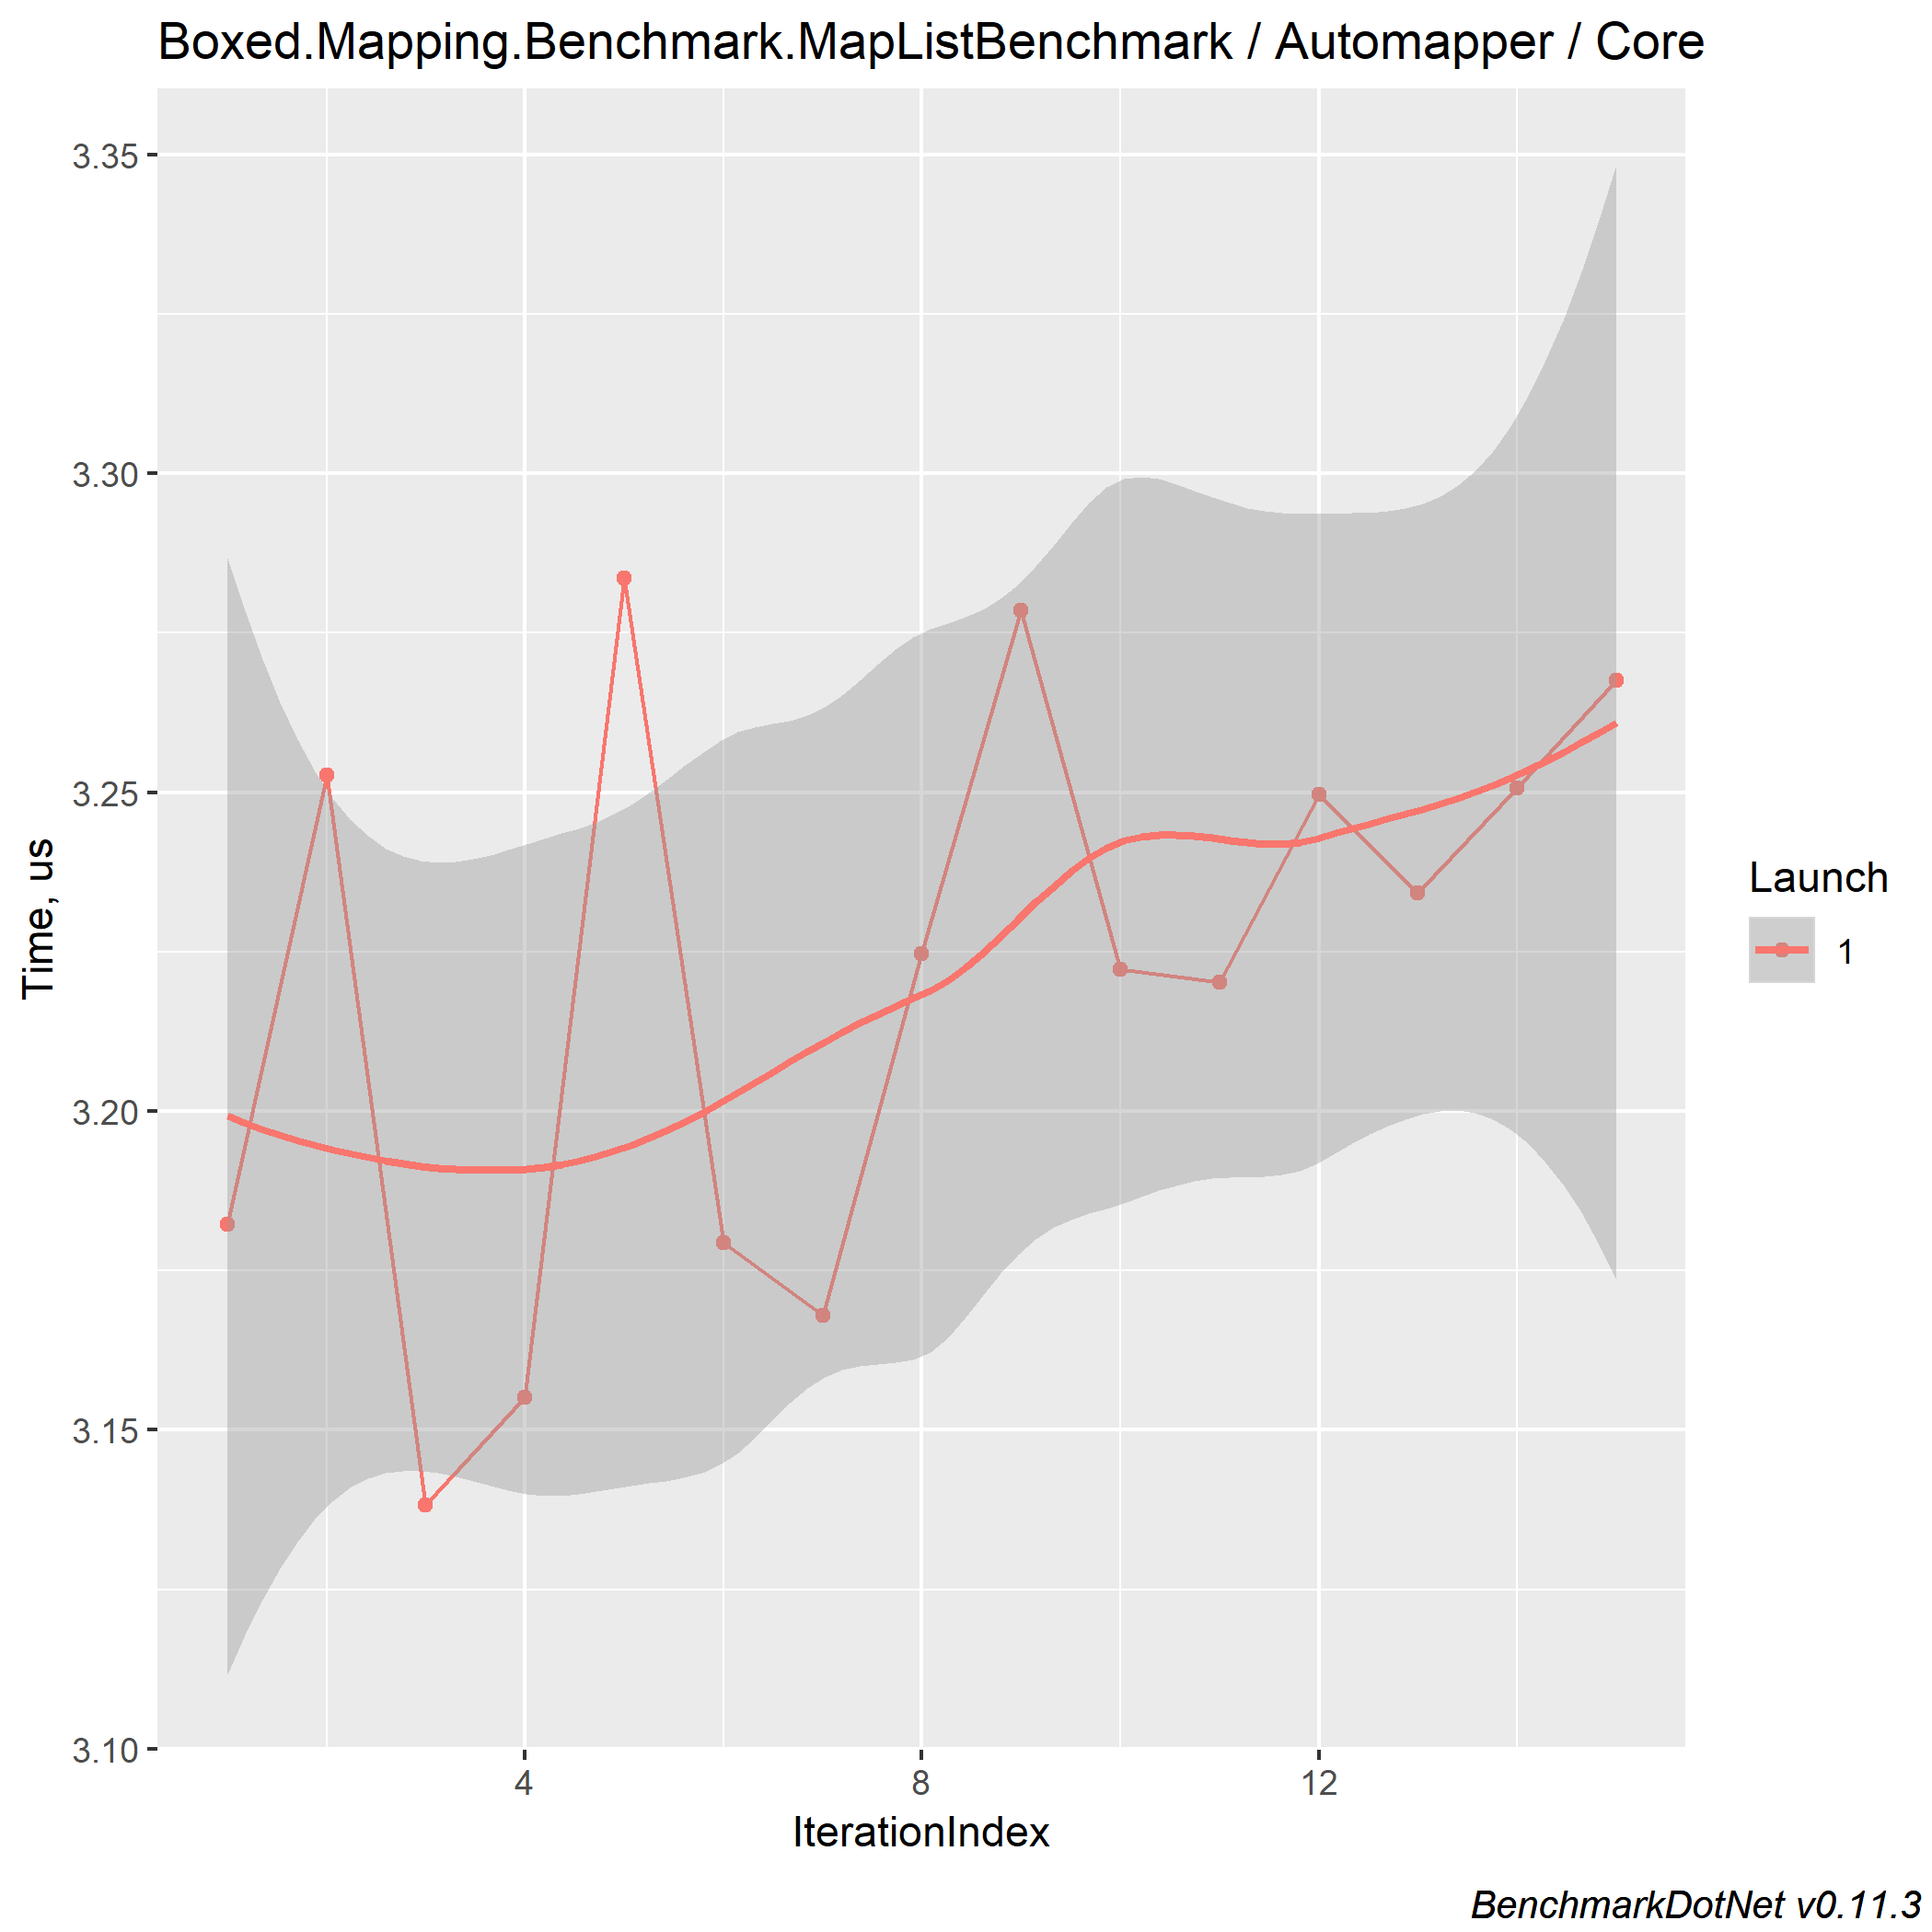 Boxed.Mapping.Benchmark.MapListBenchmark / Automapper / Core
3.35
3.30
3.25
3.20
3.15
3.10
Time, us
4
8
12
IterationIndex
Launch
1
BenchmarkDotNet v0.11.3